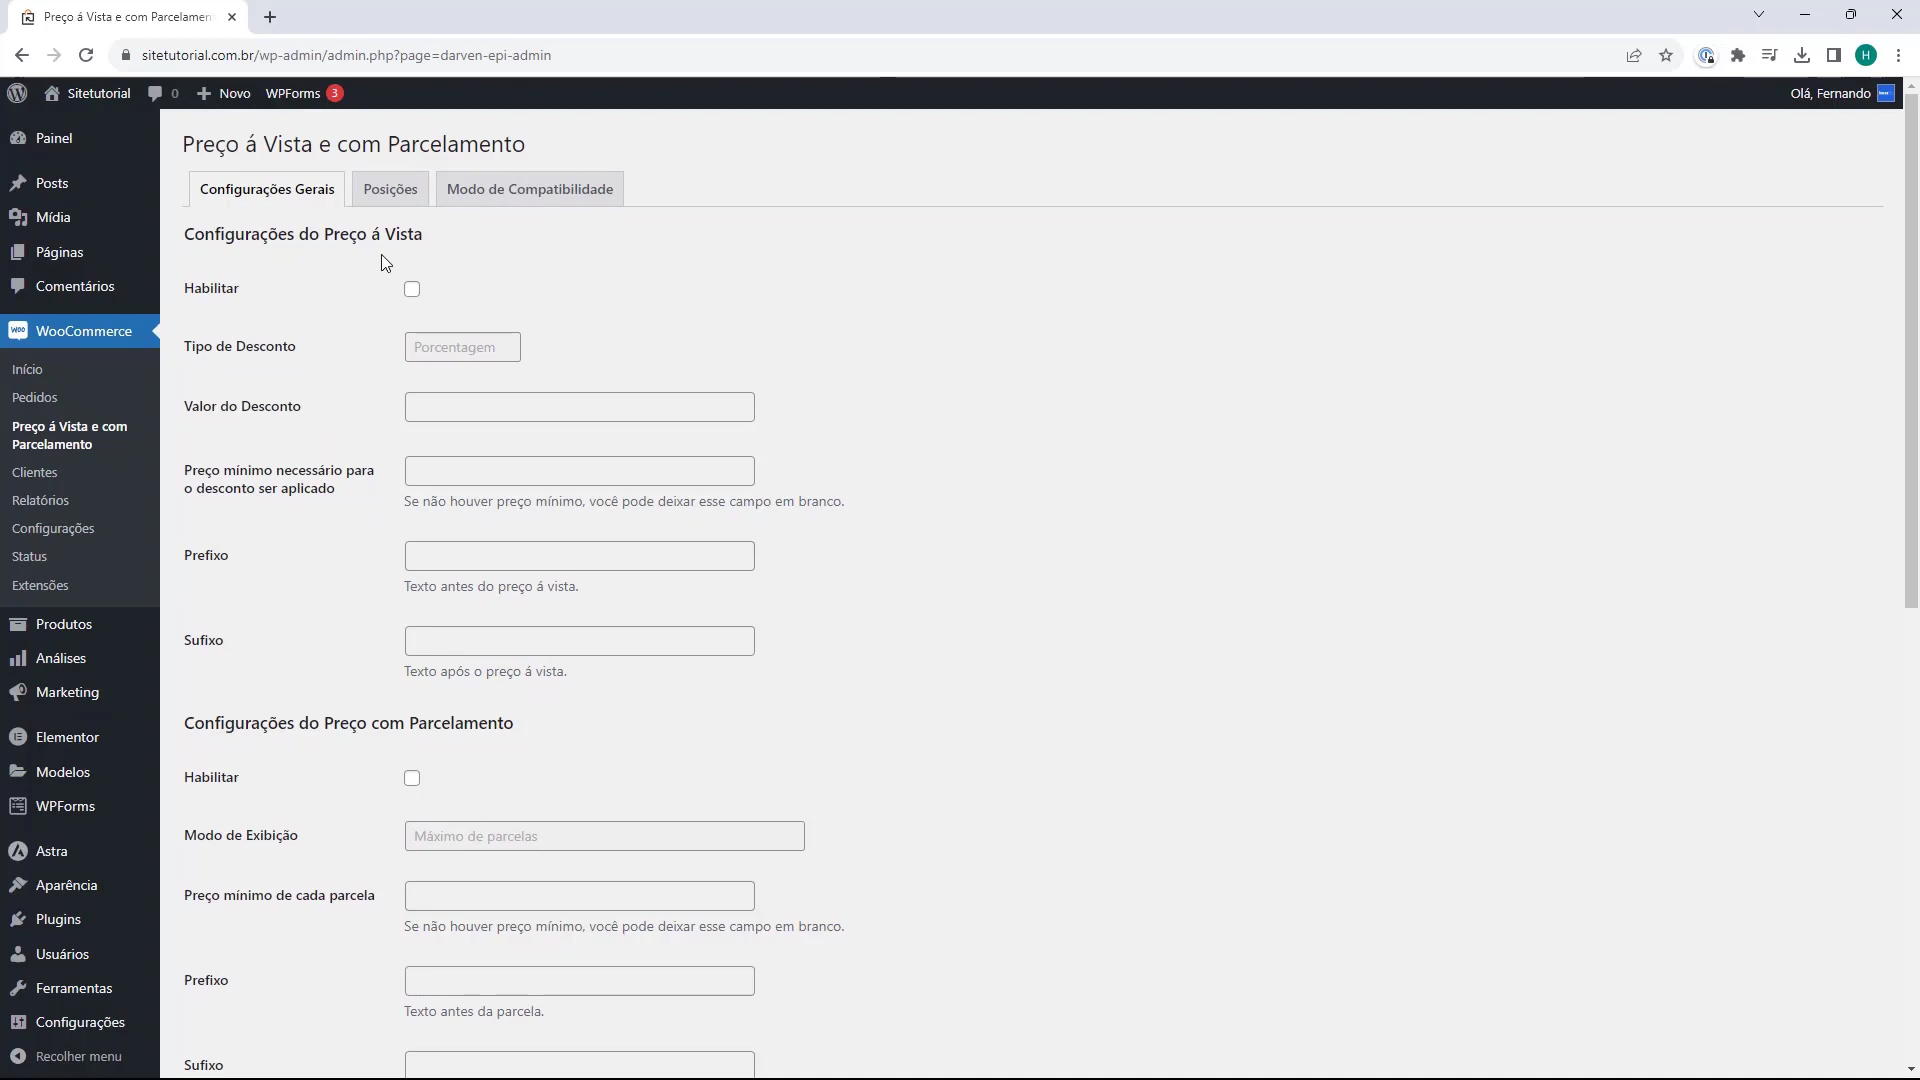 Preço á Vista e com Parcelamen
sitetutorial.com.br/wp-admin/admin.php?page=darven-epi-admin
H
Sitetutorial
0
Novo
WPForms
3
Olá, Fernando
Painel
Posts
Mídia
Páginas
Comentários
WooCommerce
Início
Pedidos
Preço á Vista e com
Parcelamento
Clientes
Relatórios
Configurações
Status
Extensões
Produtos
Análises
Marketing
Elementor
Modelos
WPForms
Astra
Aparência
Plugins
Usuários
Ferramentas
Configurações
Recolher menu
Preço á Vista e com Parcelamento
Configurações Gerais
Posições
Modo de Compatibilidade
Configurações do Preço á Vista
Habilitar
Tipo de Desconto
Porcentagem
Valor do Desconto
Preço mínimo necessário para
o desconto ser aplicado
Se não houver preço mínimo, você pode deixar esse campo em branco.
Prefixo
Texto antes do preço á vista.
Sufixo
Texto após o preço á vista.
Configurações do Preço com Parcelamento
Habilitar
Modo de Exibição
Máximo de parcelas
Preço mínimo de cada parcela
Se não houver preço mínimo, você pode deixar esse campo em branco.
Prefixo
Texto antes da parcela.
Sufixo